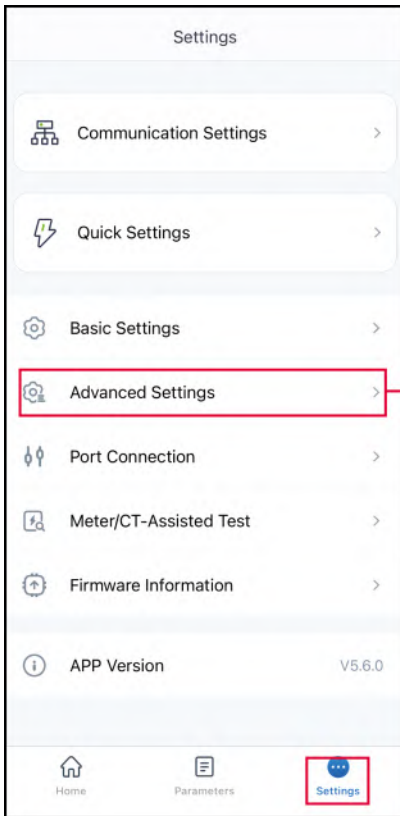 Settings
Communication Settings
Quick Settings
Basic Settings
Advanced Settings
Port Connection
Meter/CT-Assisted Test
Firmware Information
APP Version V5.6.0
Home Parameters Settings